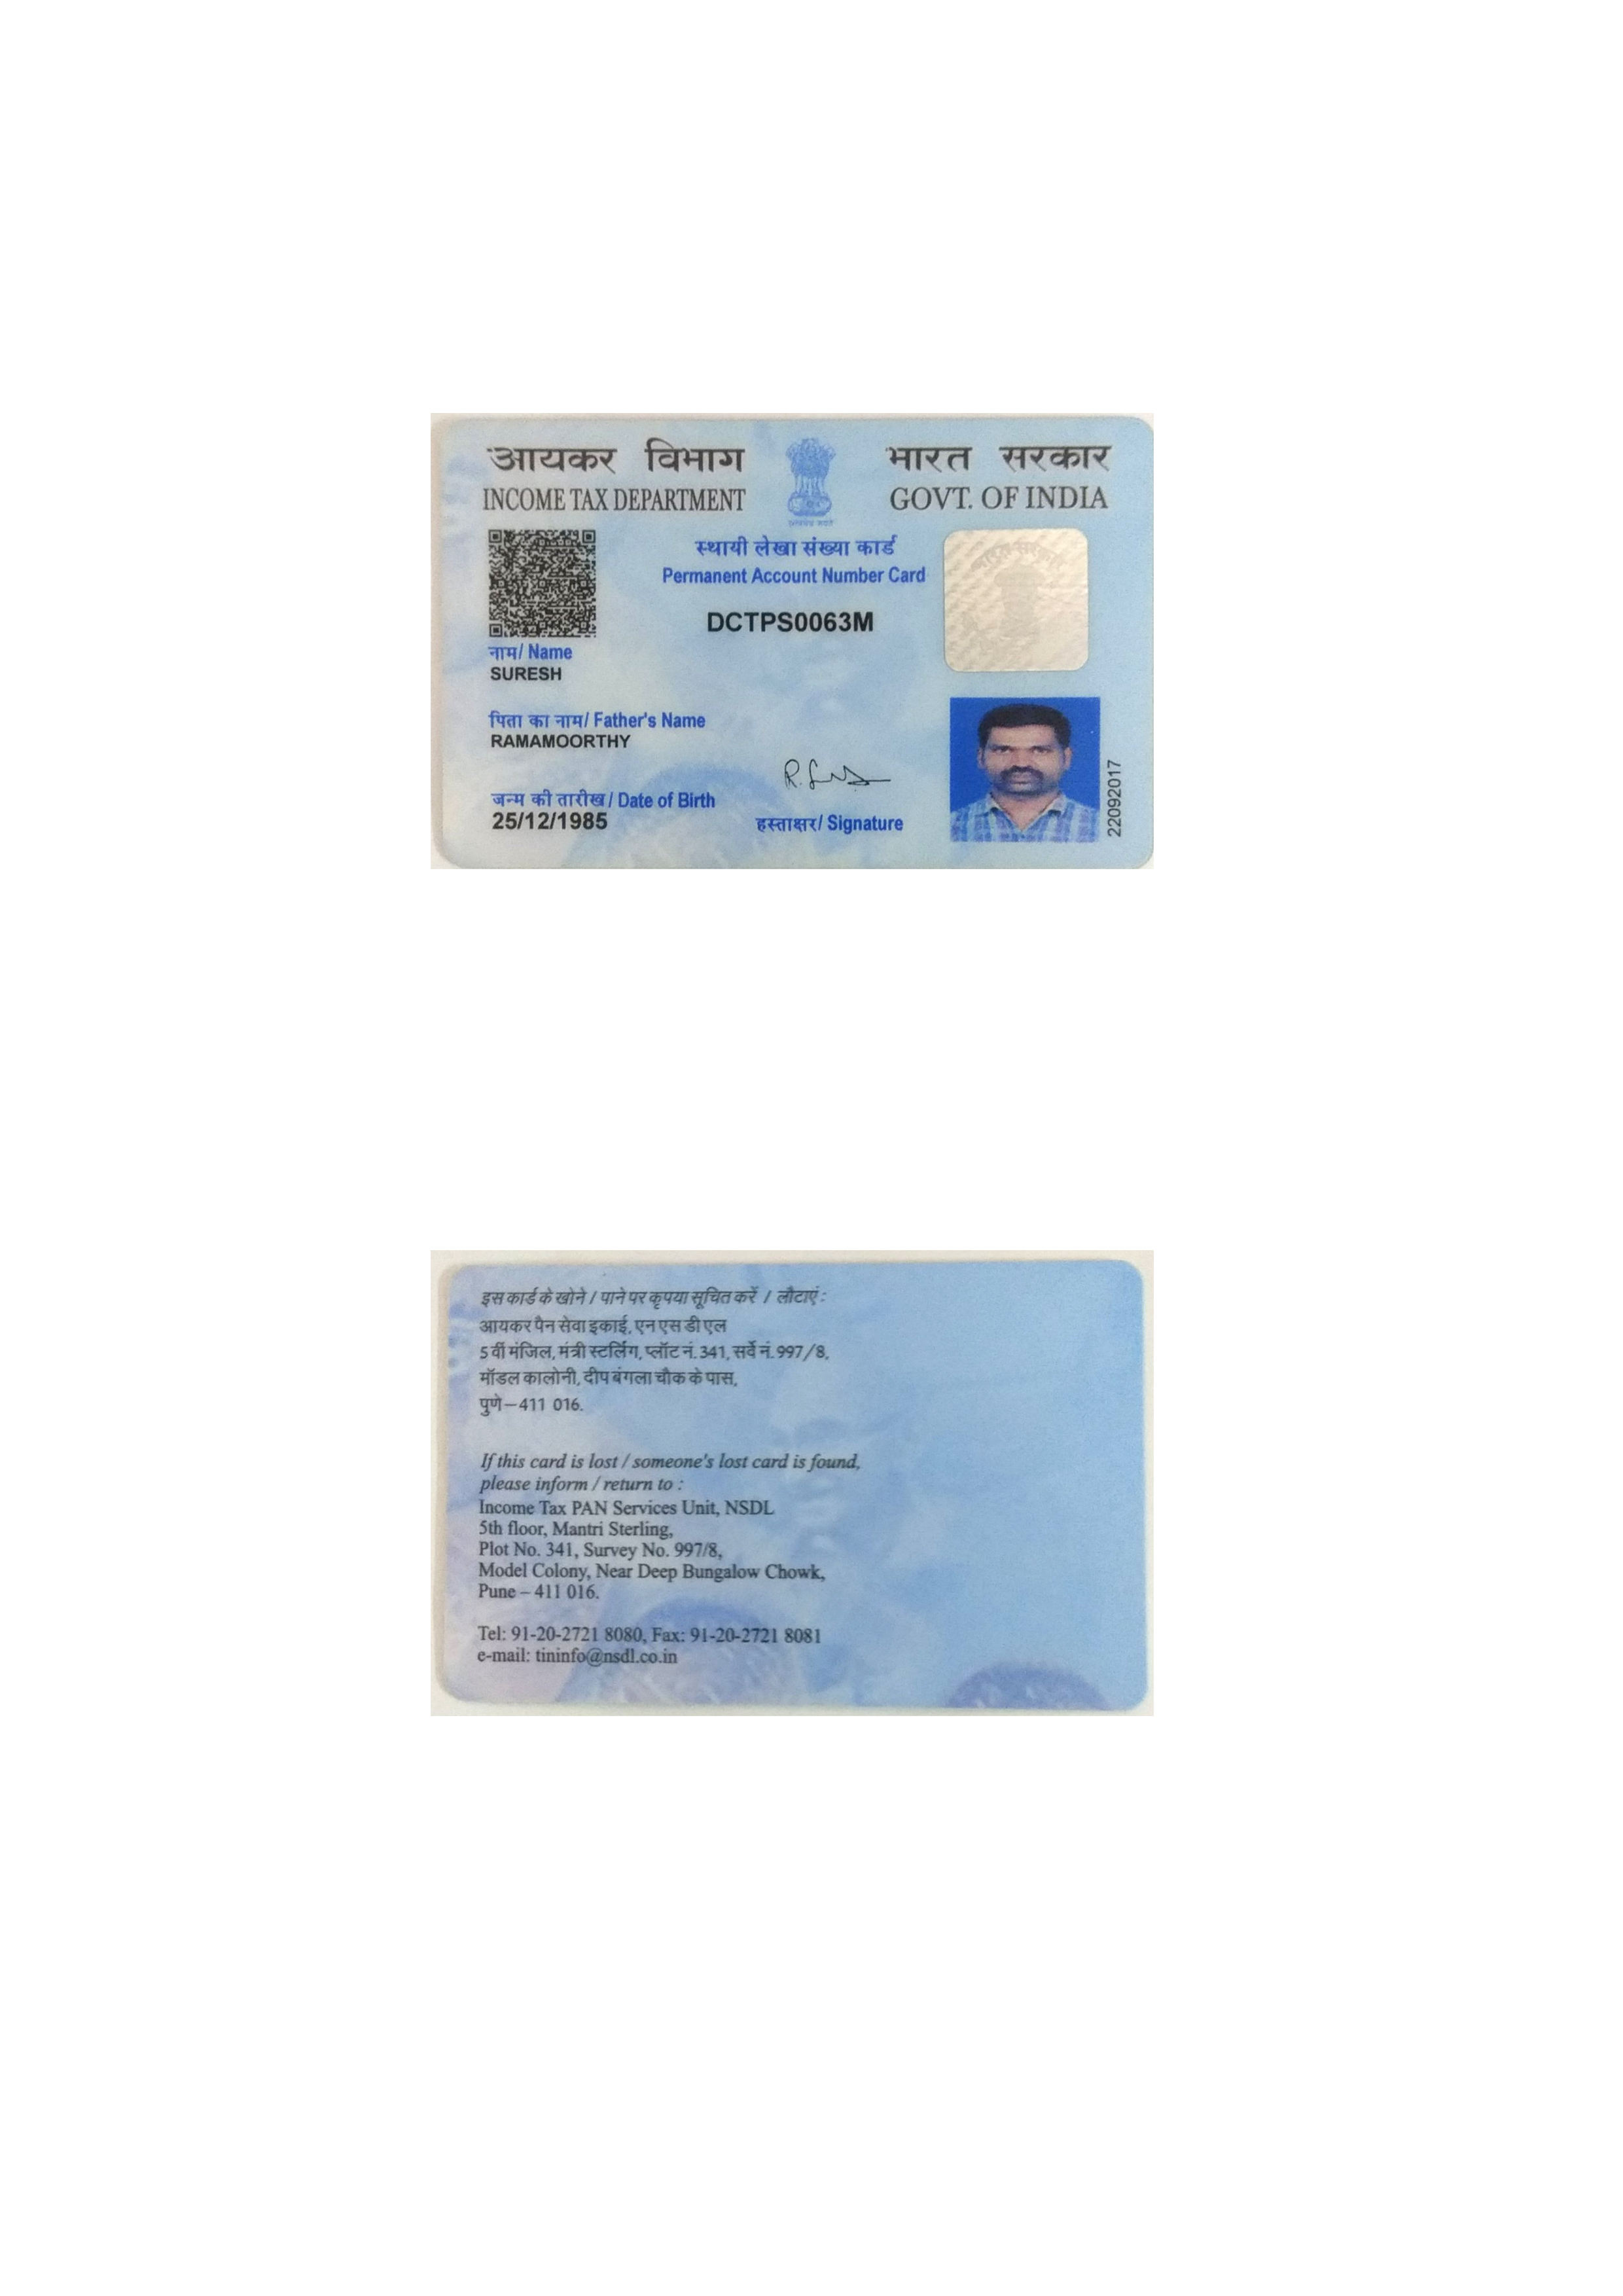 आयकर विभाग
INCOME TAX DEPARTMENT
भारत सरकार
GOVT. OF INDIA
स्थायी लेखा संख्या कार्ड
Permanent Account Number Card
DCTPS0063M
नाम/ Name
SURESH
पिता का नाम/ Father's Name
RAMAMOORTHY
जन्म की तारीख / Date of Birth
25/12/1985
हस्ताक्षर/ Signature
22092017
इस कार्ड के खोने / पाने पर कृपया सूचित करें / लौटाएं :
आयकर पैन सेवा इकाई, एन एस डी एल
5 वीं मंजिल, मंत्री स्टर्लिंग, प्लॉट नं. 341, सर्वे नं. 997/8,
मॉडल कालोनी, दीप बंगला चौक के पास,
पुणे – 411 016.
If this card is lost / someone's lost card is found,
please inform / return to :
Income Tax PAN Services Unit, NSDL
5th floor, Mantri Sterling,
Plot No. 341, Survey No. 997/8,
Model Colony, Near Deep Bungalow Chowk,
Pune – 411 016.
Tel: 91-20-2721 8080, Fax: 91-20-2721 8081
e-mail: tininfo@nsdl.co.in